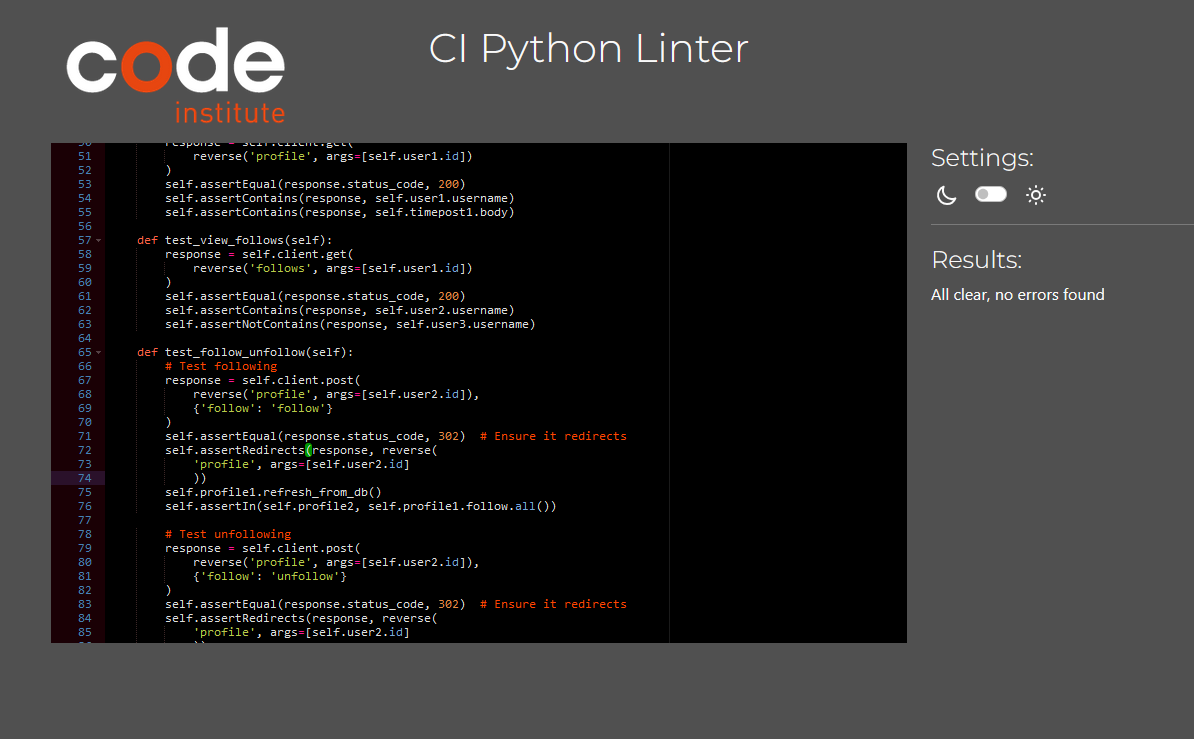 code
institute
CI Python Linter
50 response = self.client.get(
51 reverse('profile', args=[self.user1.id])
52 )
53 self.assertEqual(response.status_code, 200)
54 self.assertContains(response, self.user1.username)
55 self.assertContains(response, self.timepost1.body)
56
57 def test_view_follows(self):
58 response = self.client.get(
59 reverse('follows', args=[self.user1.id])
60 )
61 self.assertEqual(response.status_code, 200)
62 self.assertContains(response, self.user2.username)
63 self.assertNotContains(response, self.user3.username)
64
65 def test_follow_unfollow(self):
66 # Test following
67 response = self.client.post(
68 reverse('profile', args=[self.user2.id]),
69 {'follow': 'follow'}
70 )
71 self.assertEqual(response.status_code, 302)  # Ensure it redirects
72 self.assertRedirects(response, reverse(
73 'profile', args=[self.user2.id]
74 ))
75 self.profile1.refresh_from_db()
76 self.assertIn(self.profile2, self.profile1.follow.all())
77
78 # Test unfollowing
79 response = self.client.post(
80 reverse('profile', args=[self.user2.id]),
81 {'follow': 'unfollow'}
82 )
83 self.assertEqual(response.status_code, 302)  # Ensure it redirects
84 self.assertRedirects(response, reverse(
85 'profile', args=[self.user2.id]
Settings:
Results:
All clear, no errors found